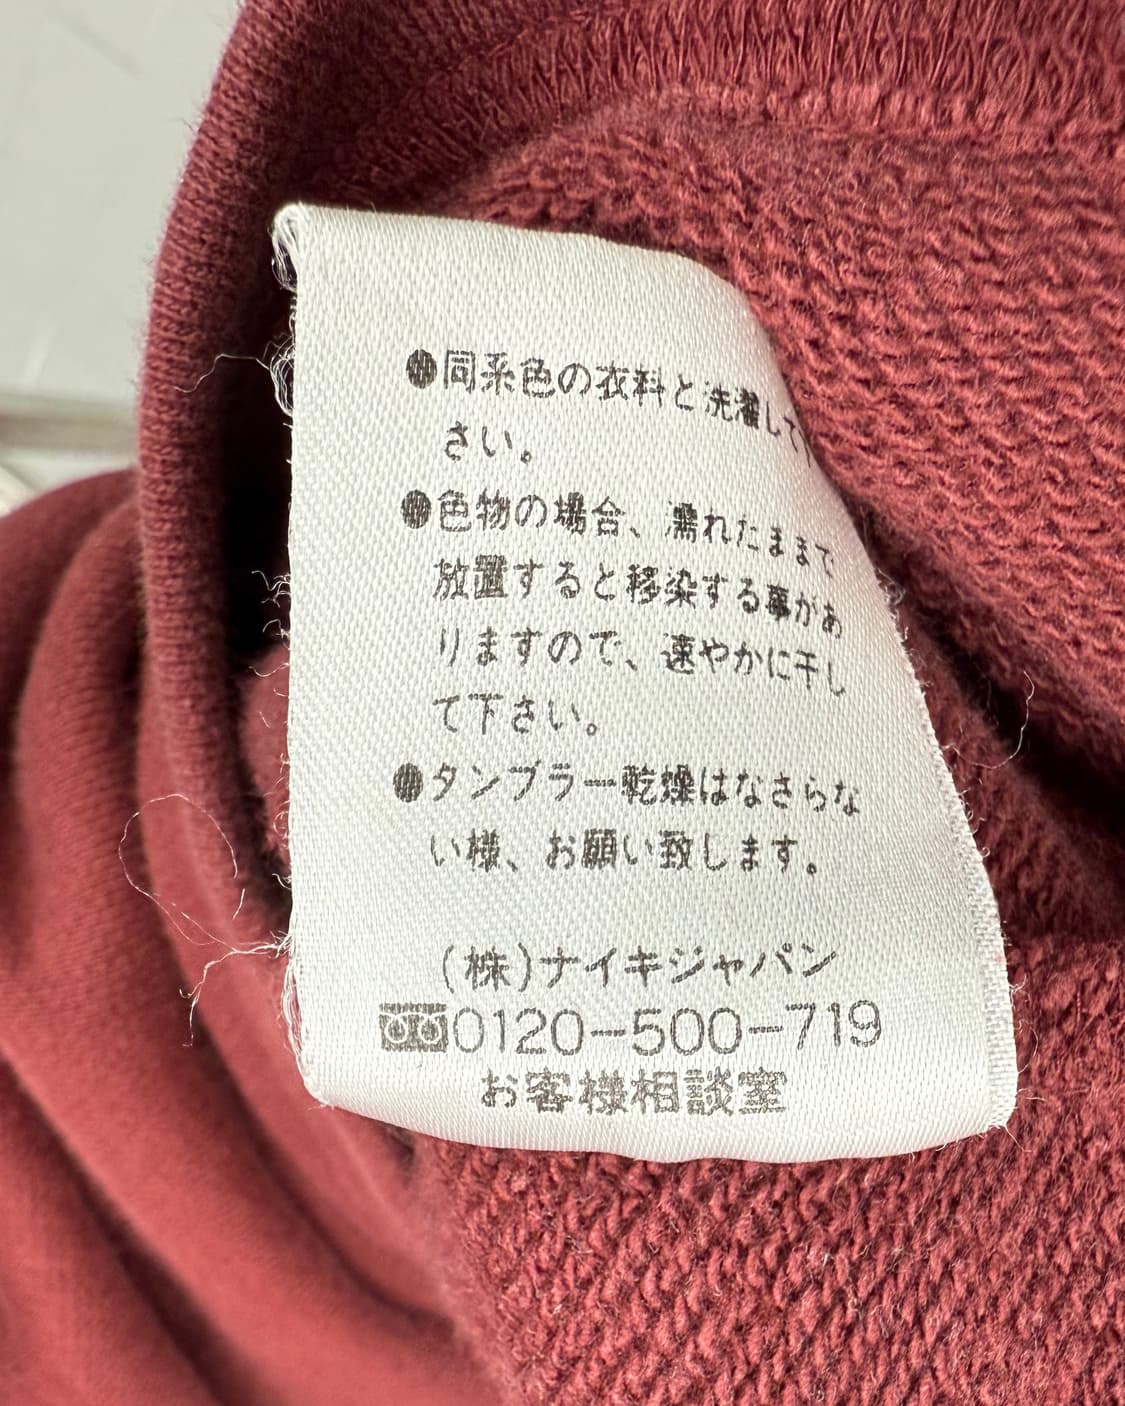 ●同系色の衣料と洗濯して下
さい。
●色物の場合、濡れたままで
放置すると移染する事があ
りますので、速やかに干し
て下さい。
●タンブラー乾燥はなさらな
い様、お願い致します。
(株)ナイキジャパン
0120-500-719
お客様相談室